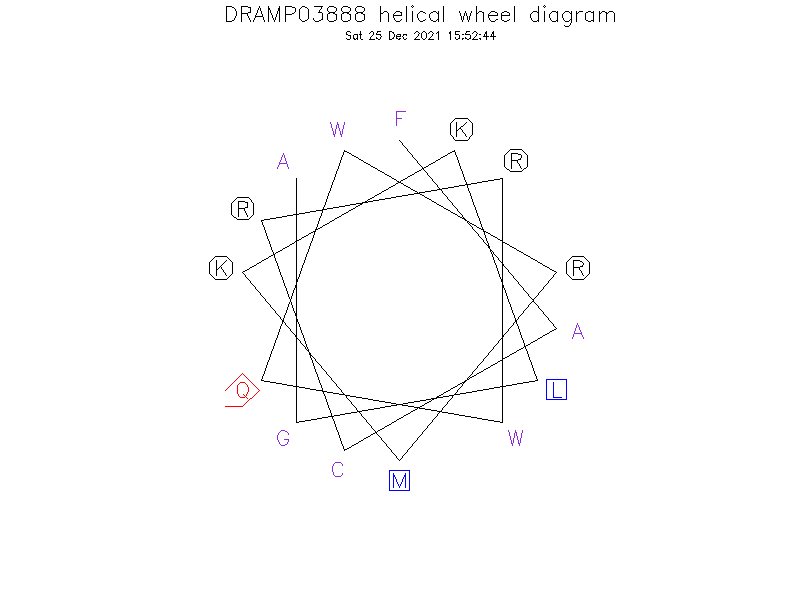 DRAMP03888 helical wheel diagram
Sat 25 Dec 2021 15:52:44
F
W
K
A
R
R
K
R
A
Q
L
G
W
C
M